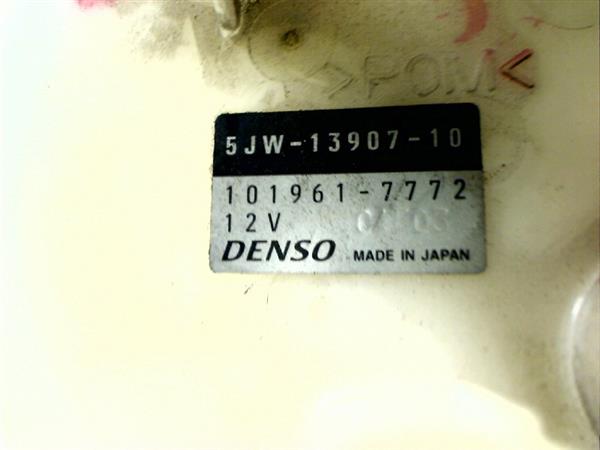 >POM<
5JW-13907-10
101961-7772
12V
DENSO MADE IN JAPAN